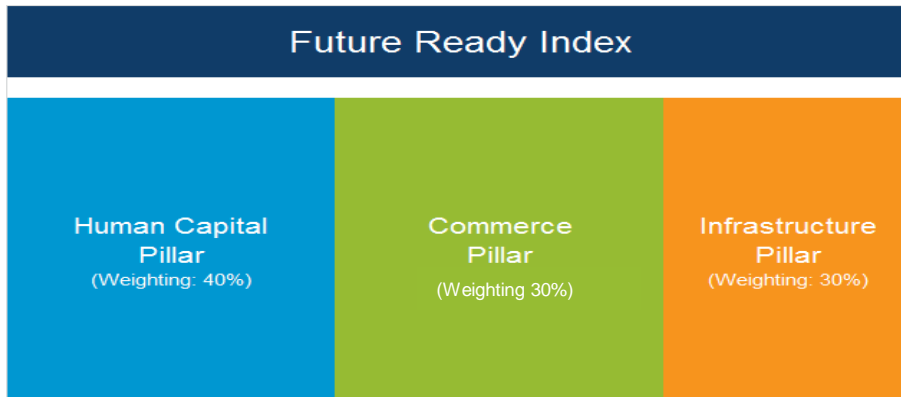 Future Ready Index
Human Capital
Pillar
(Weighting: 40%)
Commerce
Pillar
(Weighting 30%)
Infrastructure
Pillar
(Weighting: 30%)